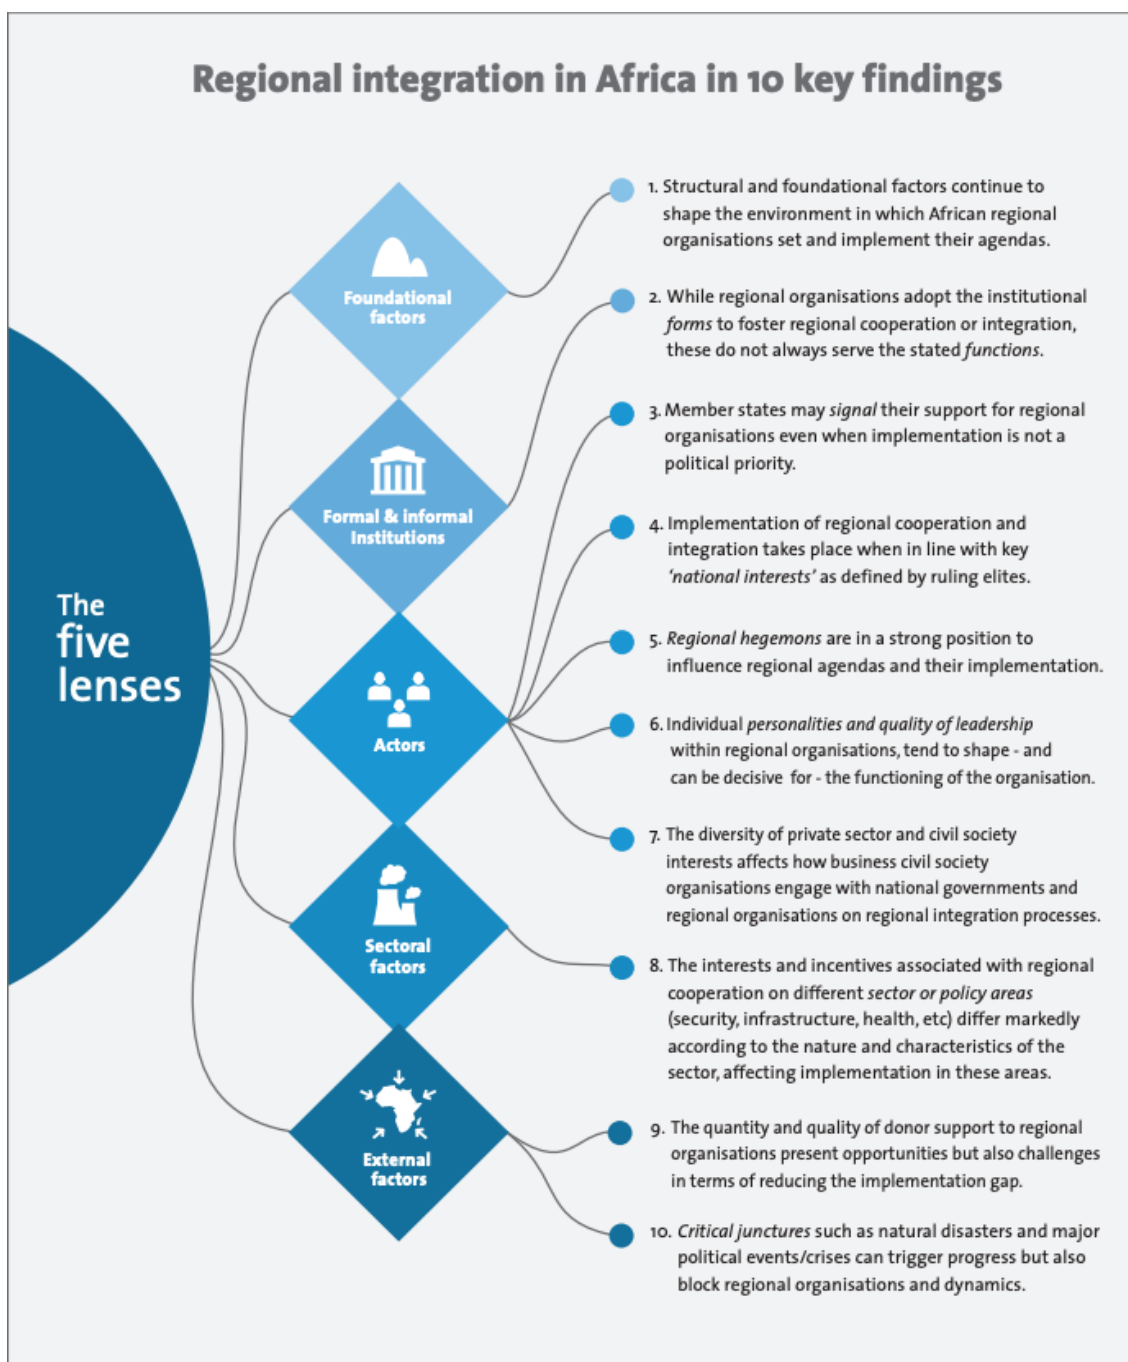 Regional integration in Africa in 10 key findings
The
five
lenses
Foundational
factors
Formal & informal
Institutions
Actors
Sectoral
factors
External
factors
1. Structural and foundational factors continue to
shape the environment in which African regional
organisations set and implement their agendas.
2. While regional organisations adopt the institutional
forms to foster regional cooperation or integration,
these do not always serve the stated functions.
3. Member states may signal their support for regional
organisations even when implementation is not a
political priority.
4. Implementation of regional cooperation and
integration takes place when in line with key
‘national interests’ as defined by ruling elites.
5. Regional hegemons are in a strong position to
influence regional agendas and their implementation.
6. Individual personalities and quality of leadership
within regional organisations, tend to shape - and
can be decisive for - the functioning of the organisation.
7. The diversity of private sector and civil society
interests affects how business civil society
organisations engage with national governments and
regional organisations on regional integration processes.
8. The interests and incentives associated with regional
cooperation on different sector or policy areas
(security, infrastructure, health, etc) differ markedly
according to the nature and characteristics of the
sector, affecting implementation in these areas.
9. The quantity and quality of donor support to regional
organisations present opportunities but also challenges
in terms of reducing the implementation gap.
10. Critical junctures such as natural disasters and major
political events/crises can trigger progress but also
block regional organisations and dynamics.